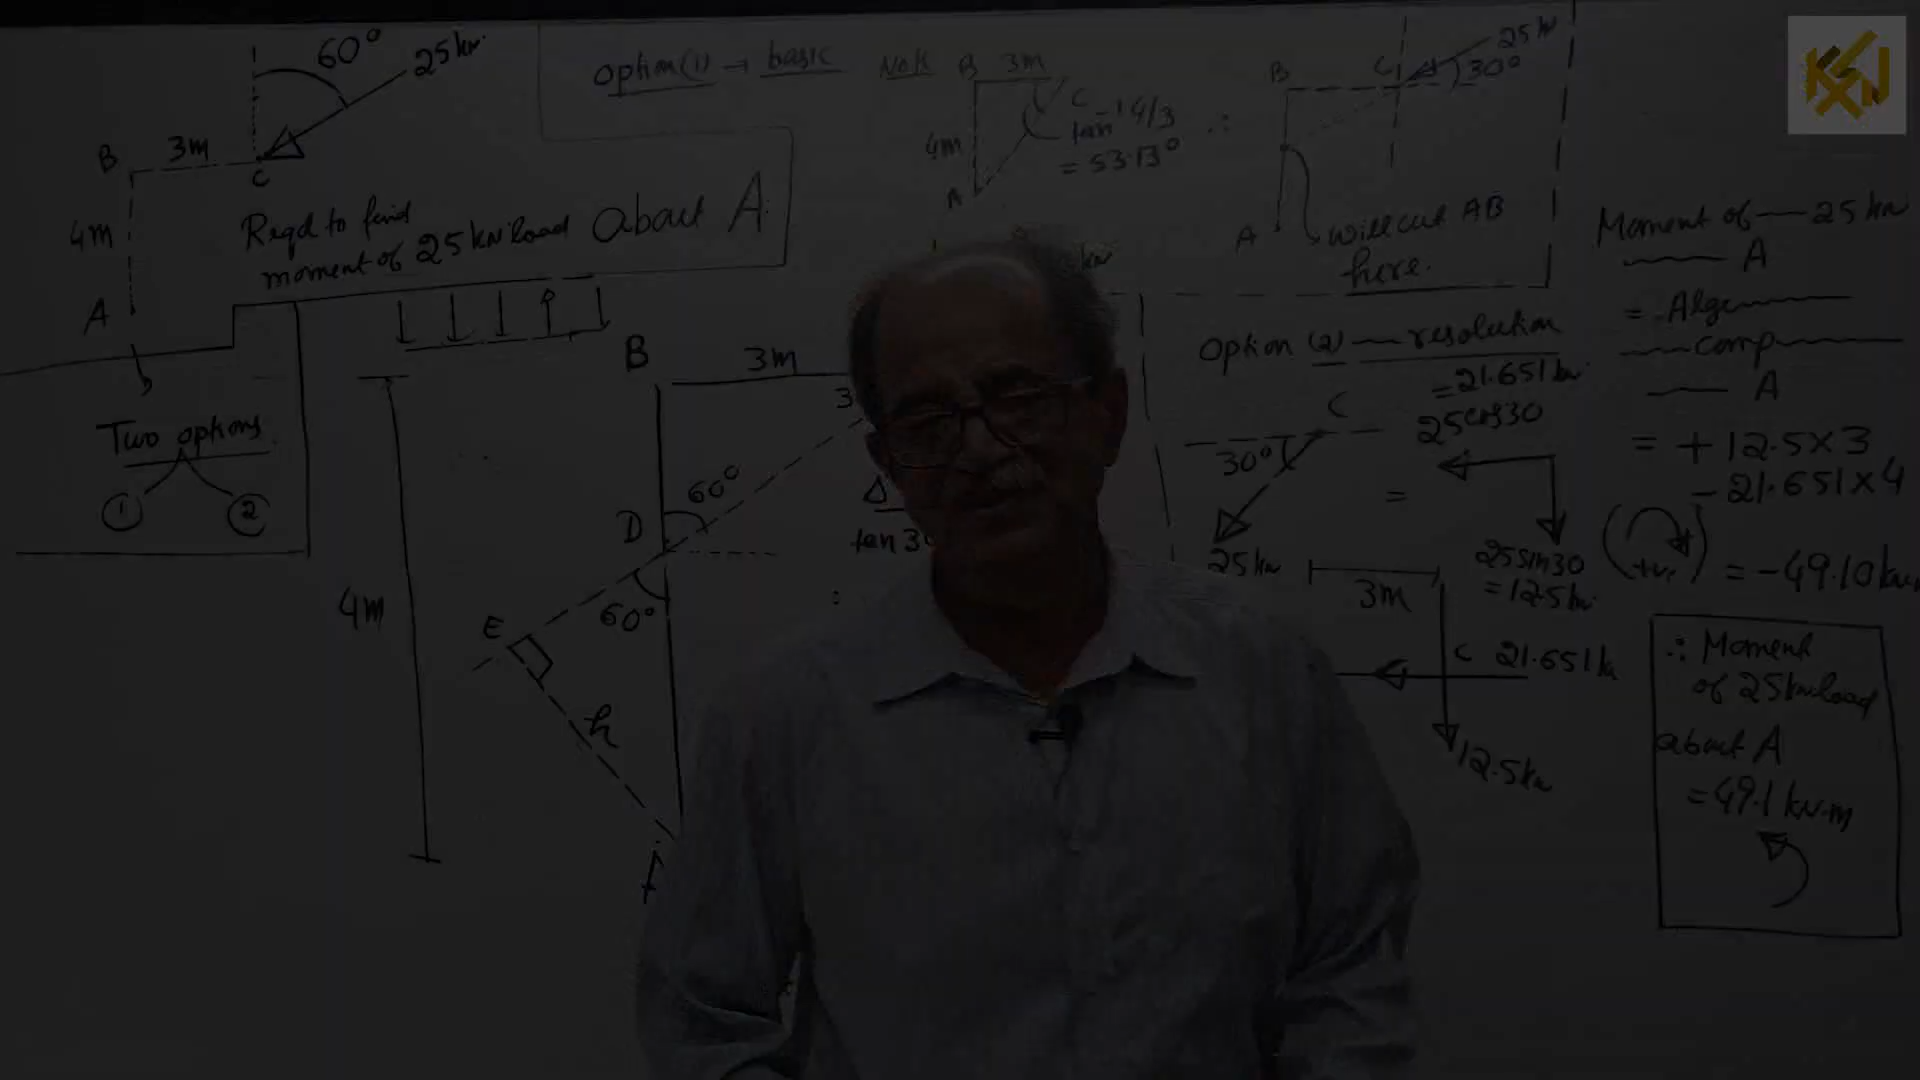 60°
25kN
B
3m
C
4m
A
Reqd to find
moment of 25kN load about A.
Two options
1
2
Option(1) → basic
Note
B
3m
4m
C
A
tan⁻¹ 4/3
= 53.13°
∴
B
C
25kN
30°
A
will cut AB
here.
B
3m
D
60°
60°
4m
E
h
Option (2) — resolution
= 21.651kN
25cos30
C
30°
25kN
=
25sin30
= 12.5kN
3m
C
21.651kN
12.5kN
Moment of — 25kN
A
= Alge
comp
A
= + 12.5×3
- 21.651×4
(+ve)
= -49.10kN
∴ Moment
of 25kN load
about A
= 49.1kN.m